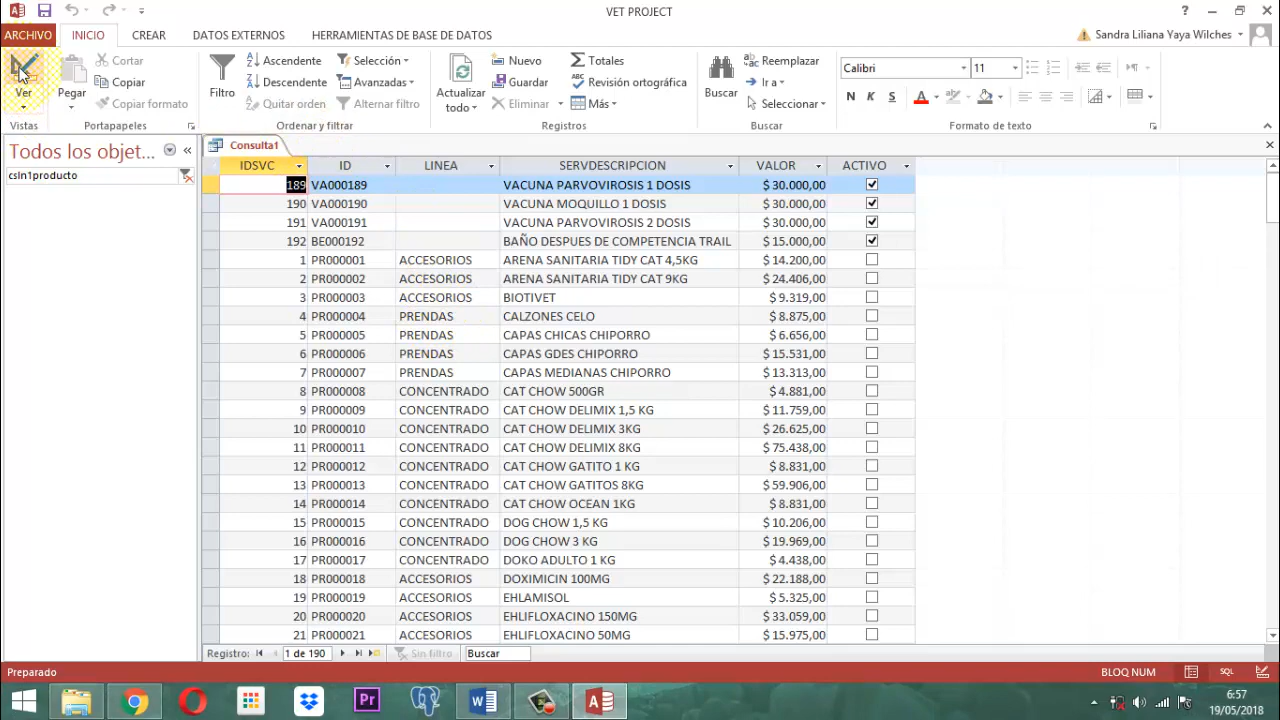 VET PROJECT
ARCHIVO INICIO CREAR DATOS EXTERNOS HERRAMIENTAS DE BASE DE DATOS
Sandra Liliana Yaya Wilches
Ver
Pegar
Cortar
Copiar
Copiar formato
Filtro
Ascendente
Descendente
Quitar orden
Selección
Avanzadas
Alternar filtro
Actualizar todo
Nuevo
Guardar
Eliminar
Totales
Revisión ortográfica
Más
Buscar
Reemplazar
Ir a
Seleccionar
Calibri 11
N K S
Vistas Portapapeles Ordenar y filtrar Registros Buscar Formato de texto
Todos los objet...
csln1producto
Consulta1
IDSVC ID LINEA SERVDESCRIPCION VALOR ACTIVO
189 VA000189 VACUNA PARVOVIROSIS 1 DOSIS $ 30.000,00
190 VA000190 VACUNA MOQUILLO 1 DOSIS $ 30.000,00
191 VA000191 VACUNA PARVOVIROSIS 2 DOSIS $ 30.000,00
192 BE000192 BAÑO DESPUES DE COMPETENCIA TRAIL $ 15.000,00
1 PR000001 ACCESORIOS ARENA SANITARIA TIDY CAT 4,5KG $ 14.200,00
2 PR000002 ACCESORIOS ARENA SANITARIA TIDY CAT 9KG $ 24.406,00
3 PR000003 ACCESORIOS BIOTIVET $ 9.319,00
4 PR000004 PRENDAS CALZONES CELO $ 8.875,00
5 PR000005 PRENDAS CAPAS CHICAS CHIPORRO $ 6.656,00
6 PR000006 PRENDAS CAPAS GDES CHIPORRO $ 15.531,00
7 PR000007 PRENDAS CAPAS MEDIANAS CHIPORRO $ 13.313,00
8 PR000008 CONCENTRADO CAT CHOW 500GR $ 4.881,00
9 PR000009 CONCENTRADO CAT CHOW DELIMIX 1,5 KG $ 11.759,00
10 PR000010 CONCENTRADO CAT CHOW DELIMIX 3KG $ 26.625,00
11 PR000011 CONCENTRADO CAT CHOW DELIMIX 8KG $ 75.438,00
12 PR000012 CONCENTRADO CAT CHOW GATITO 1 KG $ 8.831,00
13 PR000013 CONCENTRADO CAT CHOW GATITOS 8KG $ 59.906,00
14 PR000014 CONCENTRADO CAT CHOW OCEAN 1KG $ 8.831,00
15 PR000015 CONCENTRADO DOG CHOW 1,5 KG $ 10.206,00
16 PR000016 CONCENTRADO DOG CHOW 3 KG $ 19.969,00
17 PR000017 CONCENTRADO DOKO ADULTO 1 KG $ 4.438,00
18 PR000018 ACCESORIOS DOXIMICIN 100MG $ 22.188,00
19 PR000019 ACCESORIOS EHLAMISOL $ 5.325,00
20 PR000020 ACCESORIOS EHLIFLOXACINO 150MG $ 33.059,00
21 PR000021 ACCESORIOS EHLIFLOXACINO 50MG $ 15.975,00
Registro: 1 de 190 Sin filtro Buscar
Preparado BLOQ NUM SQL
Pr
6:57
19/05/2018